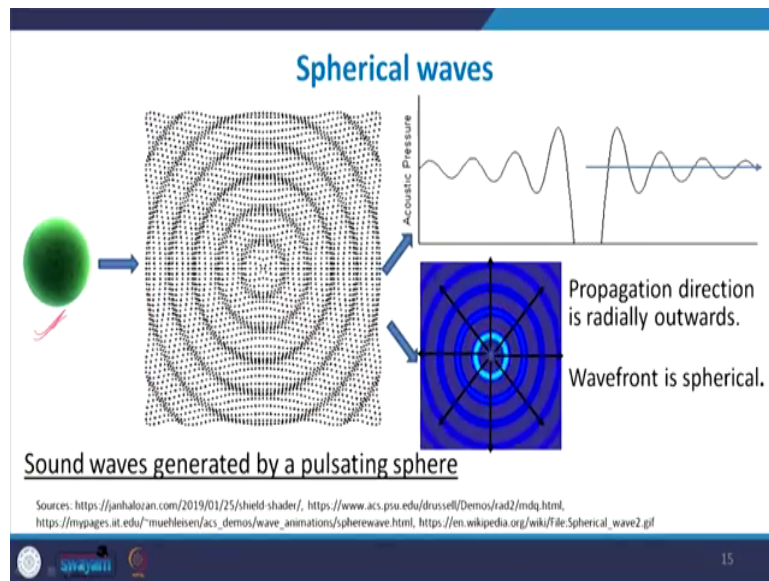 Spherical waves
Acoustic Pressure
Propagation direction
is radially outwards.
Wavefront is spherical.
Sound waves generated by a pulsating sphere
Sources: https://janhalozan.com/2019/01/25/shield-shader/, https://www.acs.psu.edu/drussell/Demos/rad2/mdq.html,
https://mypages.iit.edu/~muehleisen/acs_demos/wave_animations/spherewave.html, https://en.wikipedia.org/wiki/File:Spherical_wave2.gif
swayam
15